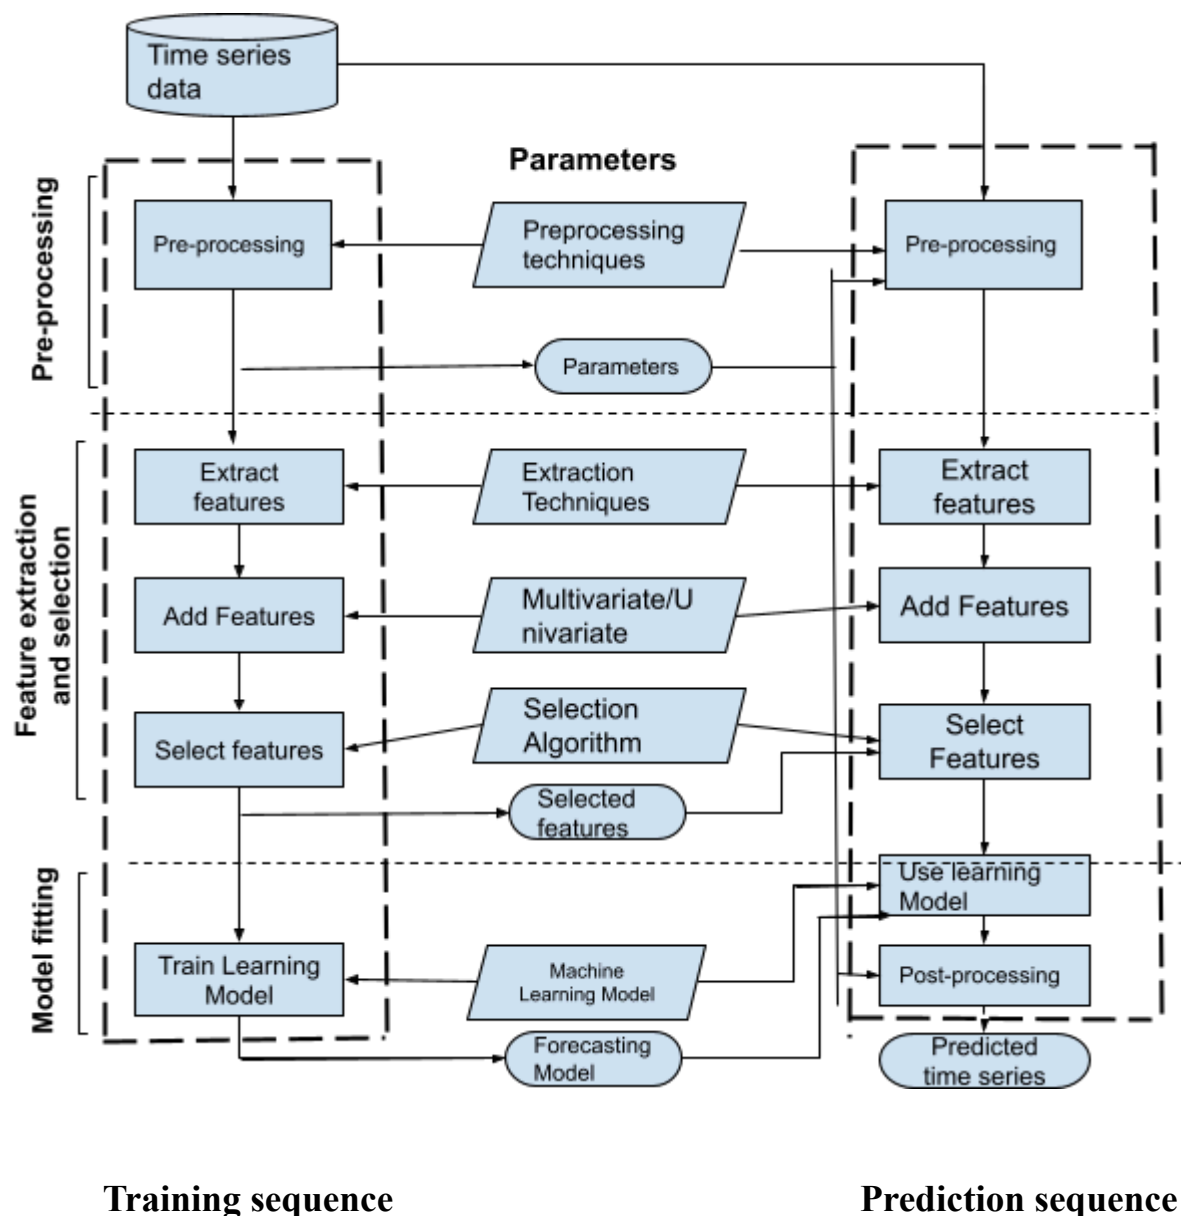 Time series
data
Parameters
Pre-processing
Pre-processing
Preprocessing
techniques
Pre-processing
Parameters
Feature extraction
and selection
Extract
features
Extraction
Techniques
Extract
features
Add Features
Multivariate/U
nivariate
Add Features
Select features
Selection
Algorithm
Select
Features
Selected
features
Model fitting
Use learning
Model
Train Learning
Model
Machine
Learning Model
Post-processing
Forecasting
Model
Predicted
time series
Training sequence
Prediction sequence